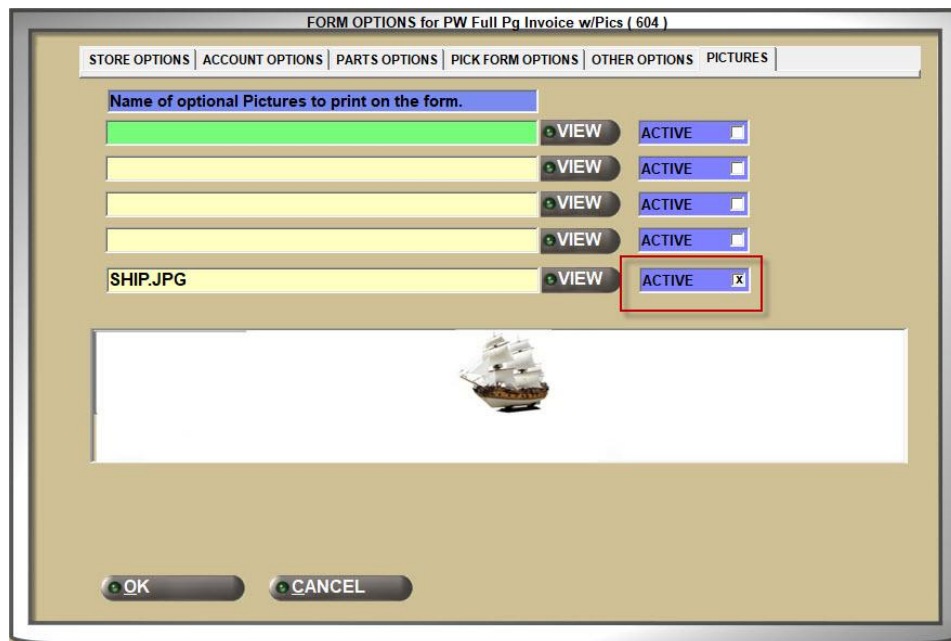 FORM OPTIONS for PW Full Pg Invoice w/Pics ( 604 )
STORE OPTIONS ACCOUNT OPTIONS PARTS OPTIONS PICK FORM OPTIONS OTHER OPTIONS PICTURES
Name of optional Pictures to print on the form.
VIEW ACTIVE
VIEW ACTIVE
VIEW ACTIVE
VIEW ACTIVE
SHIP.JPG VIEW ACTIVE X
OK CANCEL